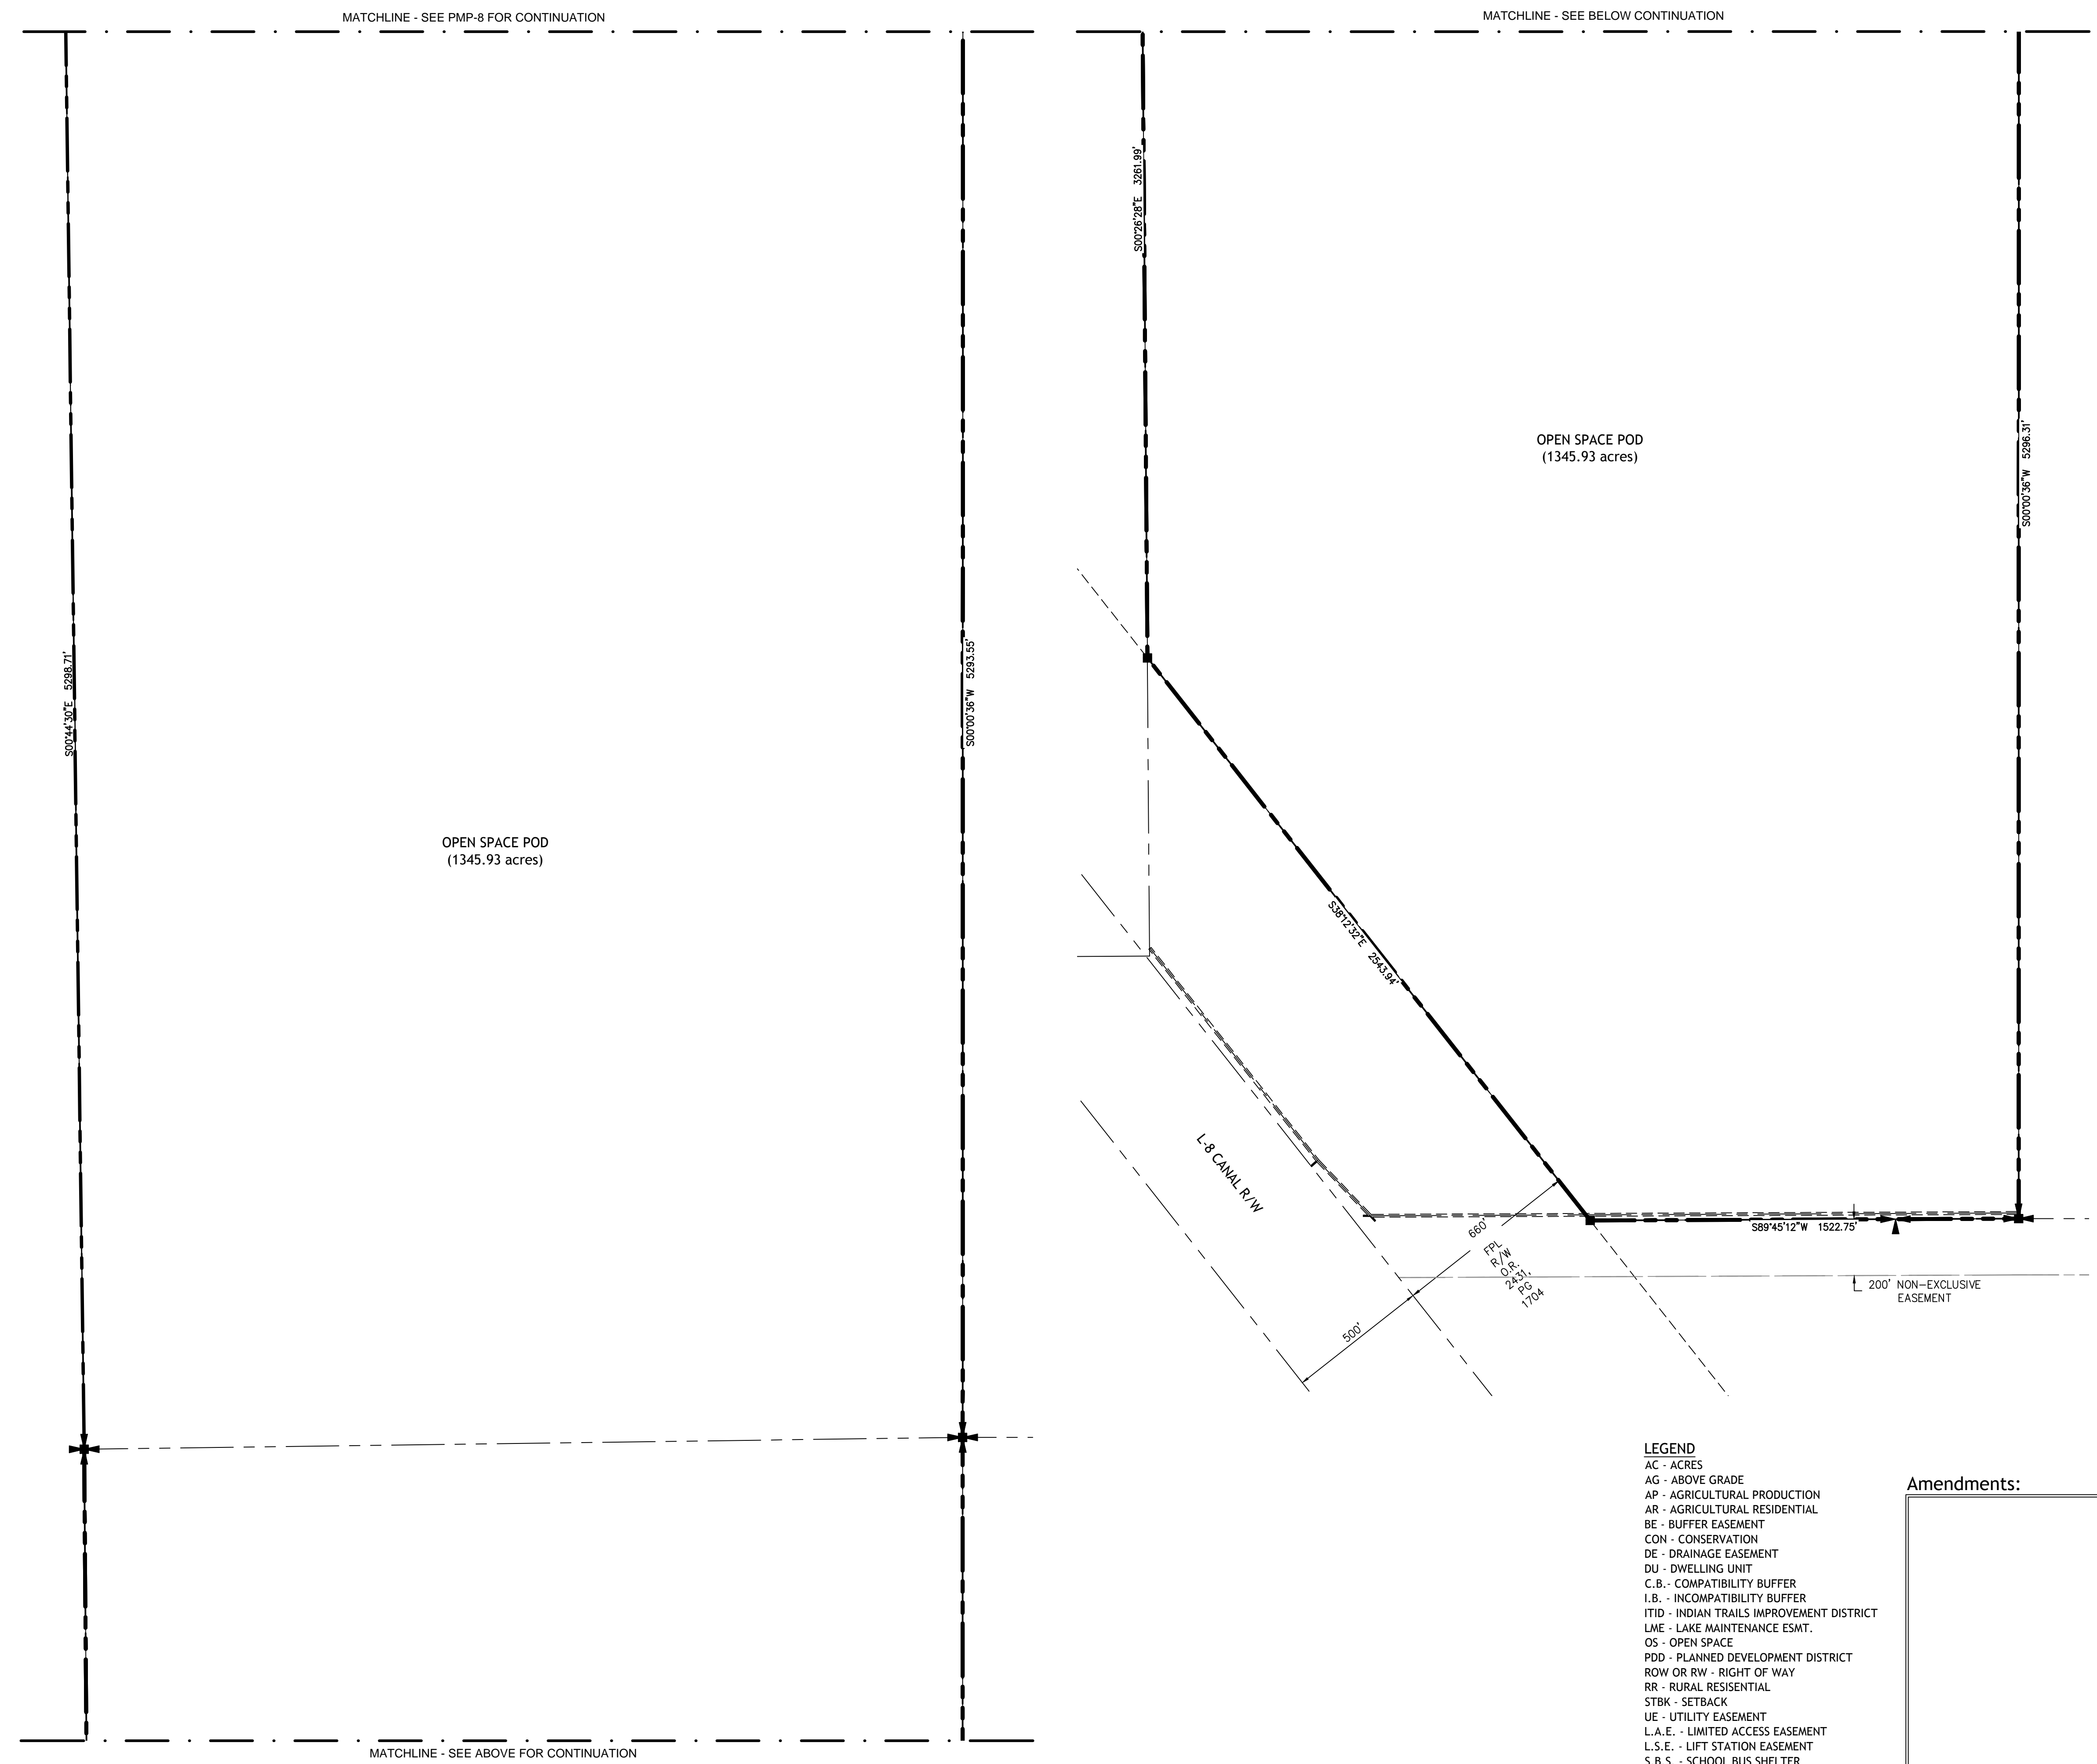 MATCHLINE - SEE PMP-8 FOR CONTINUATION
S00°44'30"E 5298.71'
S00°00'36"W 5293.55'
OPEN SPACE POD
(1345.93 acres)
MATCHLINE - SEE ABOVE FOR CONTINUATION
MATCHLINE - SEE BELOW CONTINUATION
S00°26'28"E 3261.99'
OPEN SPACE POD
(1345.93 acres)
S00°00'36"W 5296.31'
S38°12'32"E 2543.94'
L-8 CANAL R/W
660'
FPL
R/W
O.R.
2431,
PG
1704
500'
S89°45'12"W 1522.75'
200' NON-EXCLUSIVE
EASEMENT
LEGEND
AC - ACRES
AG - ABOVE GRADE
AP - AGRICULTURAL PRODUCTION
AR - AGRICULTURAL RESIDENTIAL
BE - BUFFER EASEMENT
CON - CONSERVATION
DE - DRAINAGE EASEMENT
DU - DWELLING UNIT
C.B.- COMPATIBILITY BUFFER
I.B. - INCOMPATIBILITY BUFFER
ITID - INDIAN TRAILS IMPROVEMENT DISTRICT
LME - LAKE MAINTENANCE ESMT.
OS - OPEN SPACE
PDD - PLANNED DEVELOPMENT DISTRICT
ROW OR RW - RIGHT OF WAY
RR - RURAL RESISENTIAL
STBK - SETBACK
UE - UTILITY EASEMENT
L.A.E. - LIMITED ACCESS EASEMENT
L.S.E. - LIFT STATION EASEMENT
S.B.S. - SCHOOL BUS SHELTER
Amendments: